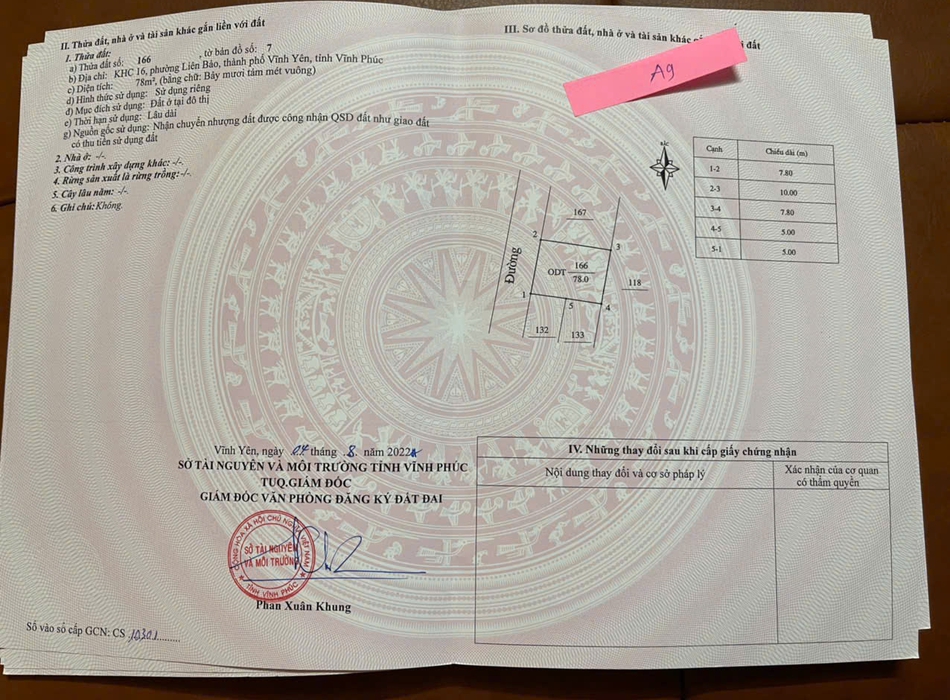 II. Thửa đất, nhà ở và tài sản khác gắn liền với đất
1. Thửa đất:
a) Thửa đất số: 166 , tờ bản đồ số: 7
b) Địa chỉ: KHC 16, phường Liên Bảo, thành phố Vĩnh Yên, tỉnh Vĩnh Phúc
c) Diện tích: 78m², (bằng chữ: Bảy mươi tám mét vuông)
d) Hình thức sử dụng: Sử dụng riêng
đ) Mục đích sử dụng: Đất ở tại đô thị
e) Thời hạn sử dụng: Lâu dài
g) Nguồn gốc sử dụng: Nhận chuyển nhượng đất được công nhận QSD đất như giao đất
có thu tiền sử dụng đất
2. Nhà ở: -/-.
3. Công trình xây dựng khác: -/-.
4. Rừng sản xuất là rừng trồng:-/-.
5. Cây lâu năm: -/-.
6. Ghi chú: Không.
Vĩnh Yên, ngày 04 tháng 8 năm 2022
SỞ TÀI NGUYÊN VÀ MÔI TRƯỜNG TỈNH VĨNH PHÚC
TUQ.GIÁM ĐỐC
GIÁM ĐỐC VĂN PHÒNG ĐĂNG KÝ ĐẤT ĐAI
CỘNG HÒA XÃ HỘI CHỦ NGHĨA VIỆT NAM
SỞ TÀI NGUYÊN
VÀ MÔI TRƯỜNG
TỈNH VĨNH PHÚC
Phan Xuân Khung
Số vào sổ cấp GCN: CS 10301
III. Sơ đồ thửa đất, nhà ở và tài sản khác đất
A9
BẮC
Cạnh Chiều dài (m)
1-2 7.80
2-3 10.00
3-4 7.80
4-5 5.00
5-1 5.00
167
2
3
Đường
ODT 166
78.0
118
1
5
4
132
133
IV. Những thay đổi sau khi cấp giấy chứng nhận
Nội dung thay đổi và cơ sở pháp lý
Xác nhận của cơ quan
có thẩm quyền